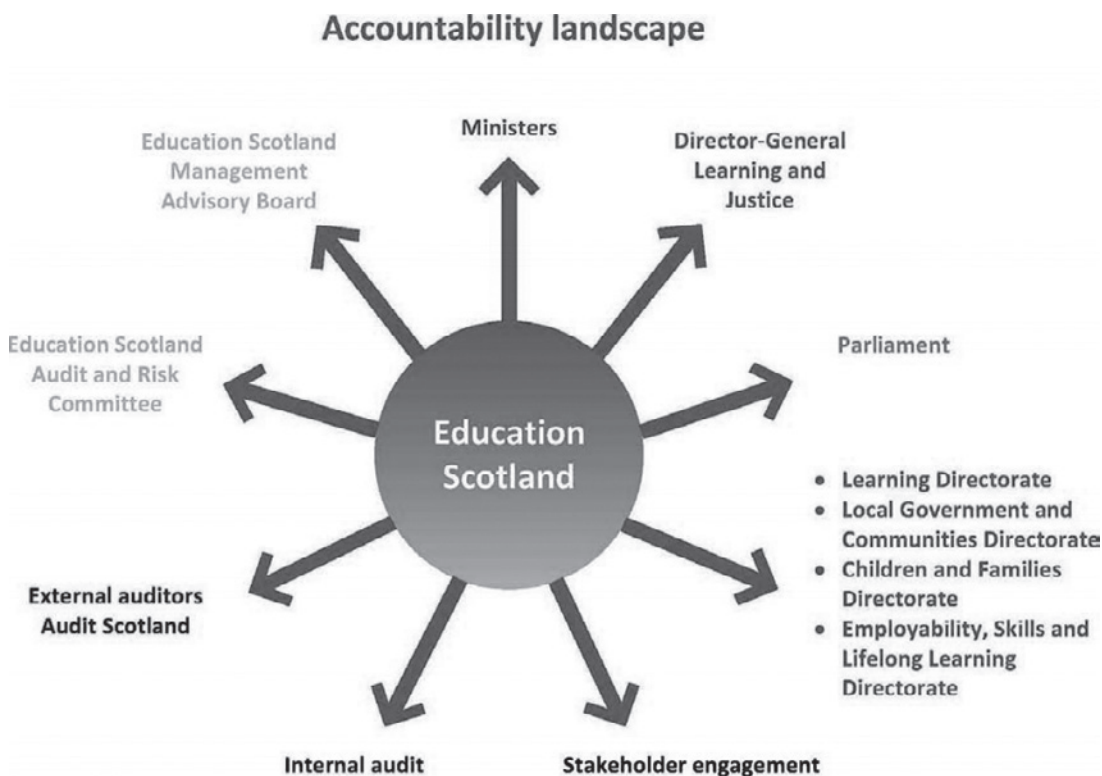 Accountability landscape
Ministers
Education Scotland
Management
Advisory Board
Director-General
Learning and
Justice
Education Scotland
Audit and Risk
Committee
Parliament
Education
Scotland
• Learning Directorate
• Local Government and
Communities Directorate
• Children and Families
Directorate
• Employability, Skills and
Lifelong Learning
Directorate
External auditors
Audit Scotland
Internal audit
Stakeholder engagement